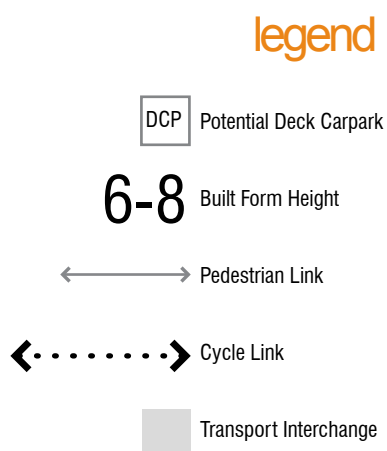 legend
DCP Potential Deck Carpark
6-8 Built Form Height
Pedestrian Link
Cycle Link
Transport Interchange